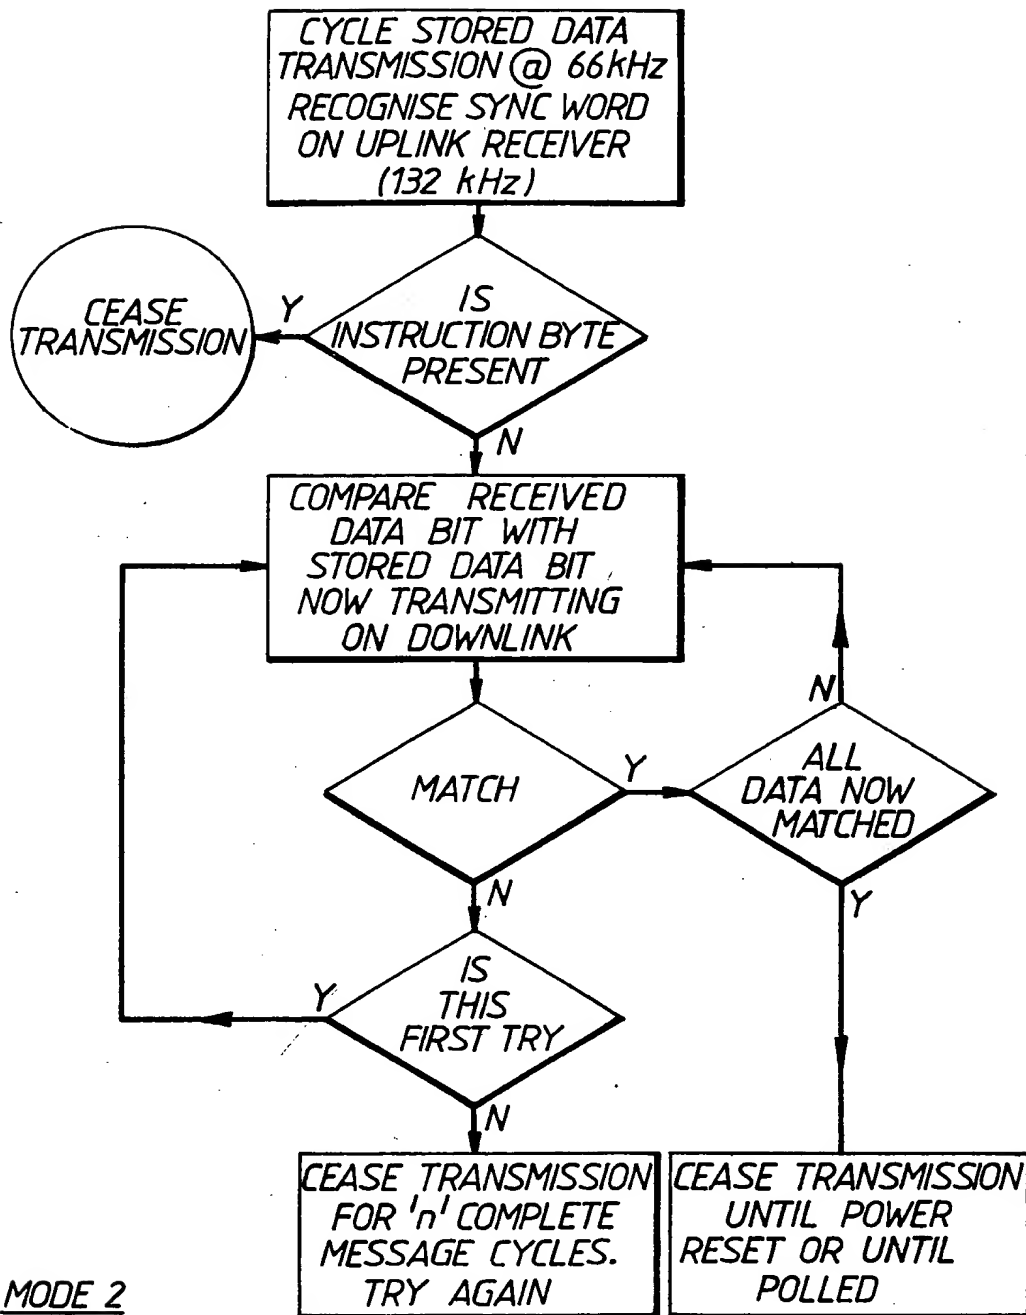 CYCLE STORED DATA
TRANSMISSION @ 66kHz
RECOGNISE SYNC WORD
ON UPLINK RECEIVER
(132 kHz)
CEASE
TRANSMISSION
Y
IS
INSTRUCTION BYTE
PRESENT
N
COMPARE RECEIVED
DATA BIT WITH
STORED DATA BIT
NOW TRANSMITTING
ON DOWNLINK
MATCH
Y
N
ALL
DATA NOW
MATCHED
N
Y
IS
THIS
FIRST TRY
Y
N
CEASE TRANSMISSION
FOR 'n' COMPLETE
MESSAGE CYCLES.
TRY AGAIN
CEASE TRANSMISSION
UNTIL POWER
RESET OR UNTIL
POLLED
MODE 2